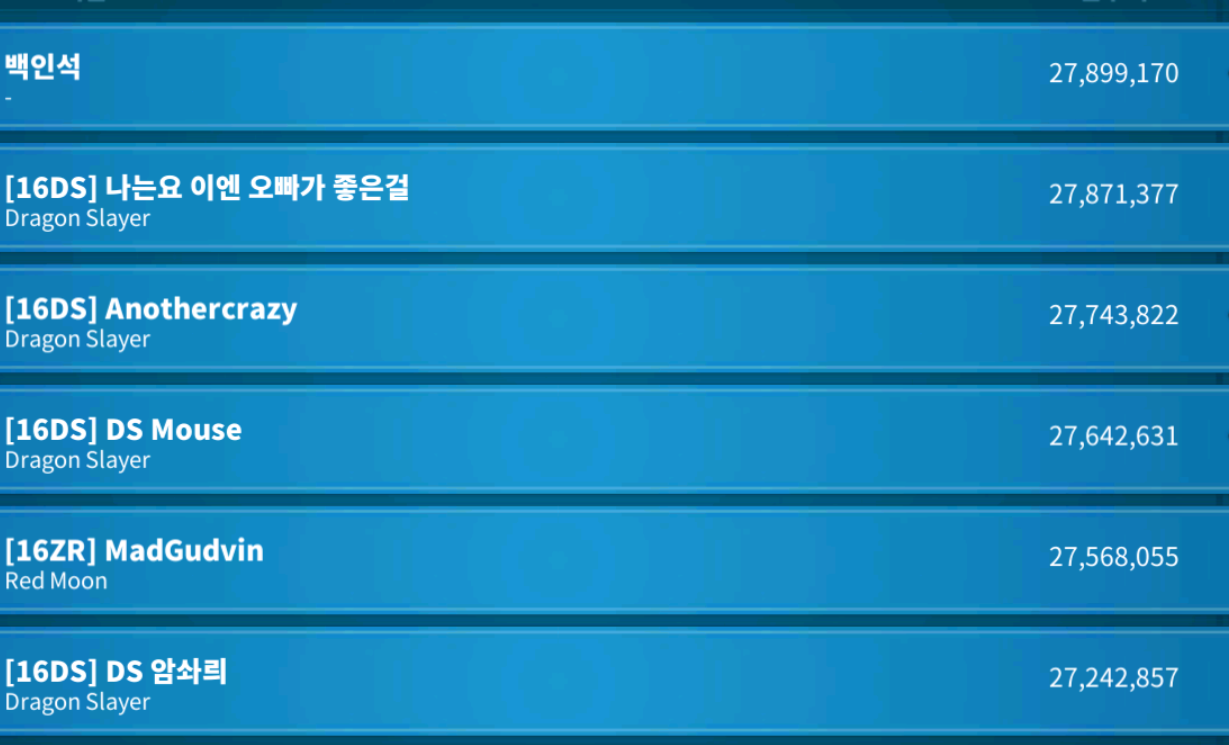 백인석
27,899,170
-
[16DS] 나는요 이엔 오빠가 좋은걸
27,871,377
Dragon Slayer
[16DS] Anothercrazy
27,743,822
Dragon Slayer
[16DS] DS Mouse
27,642,631
Dragon Slayer
[16ZR] MadGudvin
27,568,055
Red Moon
[16DS] DS 암솨릐
27,242,857
Dragon Slayer